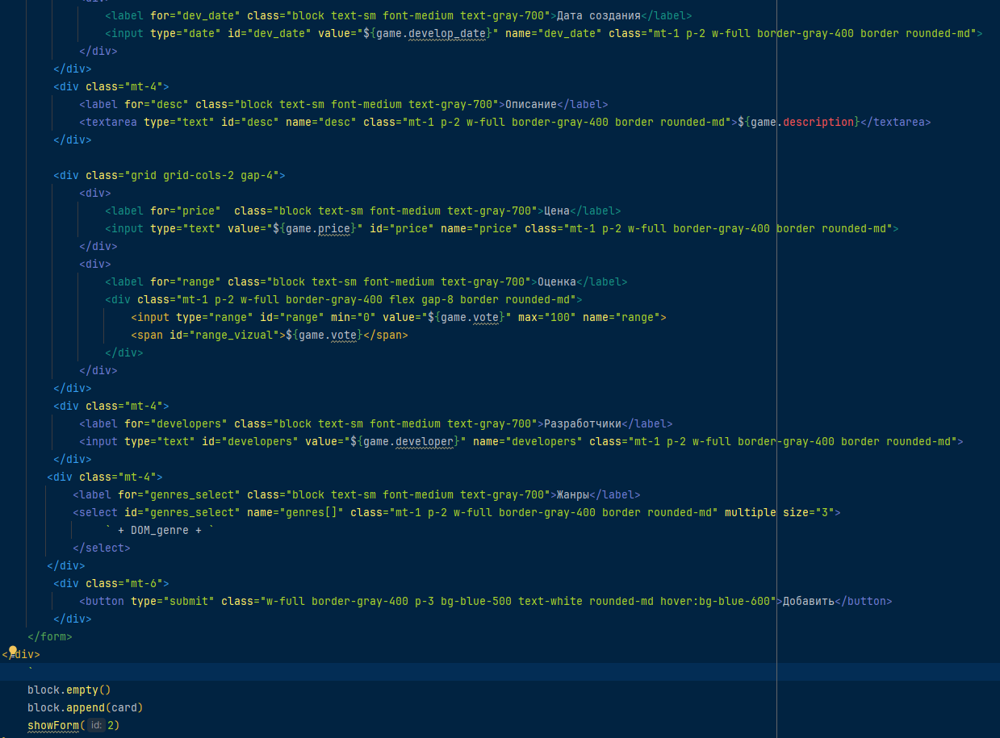 <div>
<label for="dev_date" class="block text-sm font-medium text-gray-700">Дата создания</label>
<input type="date" id="dev_date" value="${game.develop_date}" name="dev_date" class="mt-1 p-2 w-full border-gray-400 border rounded-md">
</div>
</div>
<div class="mt-4">
<label for="desc" class="block text-sm font-medium text-gray-700">Описание</label>
<textarea type="text" id="desc" name="desc" class="mt-1 p-2 w-full border-gray-400 border rounded-md">${game.description}</textarea>
</div>
<div class="grid grid-cols-2 gap-4">
<div>
<label for="price"  class="block text-sm font-medium text-gray-700">Цена</label>
<input type="text" value="${game.price}" id="price" name="price" class="mt-1 p-2 w-full border-gray-400 border rounded-md">
</div>
<div>
<label for="range" class="block text-sm font-medium text-gray-700">Оценка</label>
<div class="mt-1 p-2 w-full border-gray-400 flex gap-8 border rounded-md">
<input type="range" id="range" min="0" value="${game.vote}" max="100" name="range">
<span id="range_vizual">${game.vote}</span>
</div>
</div>
</div>
<div class="mt-4">
<label for="developers" class="block text-sm font-medium text-gray-700">Разработчики</label>
<input type="text" id="developers" value="${game.developer}" name="developers" class="mt-1 p-2 w-full border-gray-400 border rounded-md">
</div>
<div class="mt-4">
<label for="genres_select" class="block text-sm font-medium text-gray-700">Жанры</label>
<select id="genres_select" name="genres[]" class="mt-1 p-2 w-full border-gray-400 border rounded-md" multiple size="3">
` + DOM_genre + `
</select>
</div>
<div class="mt-6">
<button type="submit" class="w-full border-gray-400 p-3 bg-blue-500 text-white rounded-md hover:bg-blue-600">Добавить</button>
</div>
</form>
</div>
`
block.empty()
block.append(card)
showForm( id: 2)